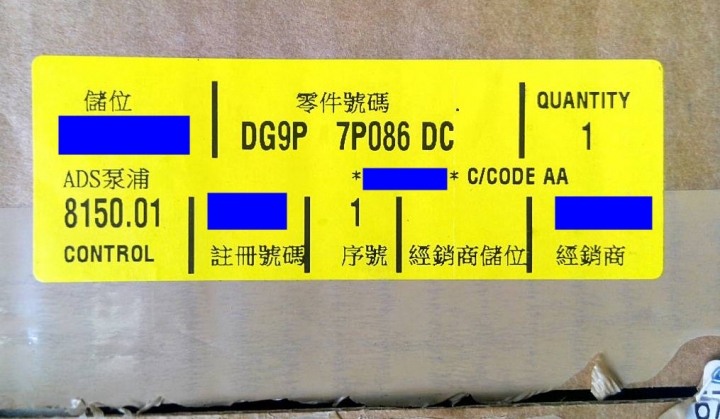 儲位 零件號碼 QUANTITY
DG9P 7P086 DC 1
ADS泵浦 * * C/CODE AA
8150.01 1
CONTROL 註冊號碼 序號 經銷商儲位 經銷商